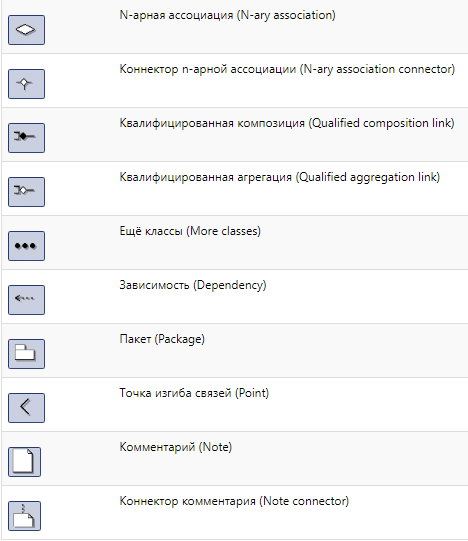 N-арная ассоциация (N-ary association)
Коннектор n-арной ассоциации (N-ary association connector)
Квалифицированная композиция (Qualified composition link)
Квалифицированная агрегация (Qualified aggregation link)
Ещё классы (More classes)
Зависимость (Dependency)
Пакет (Package)
Точка изгиба связей (Point)
Комментарий (Note)
Коннектор комментария (Note connector)